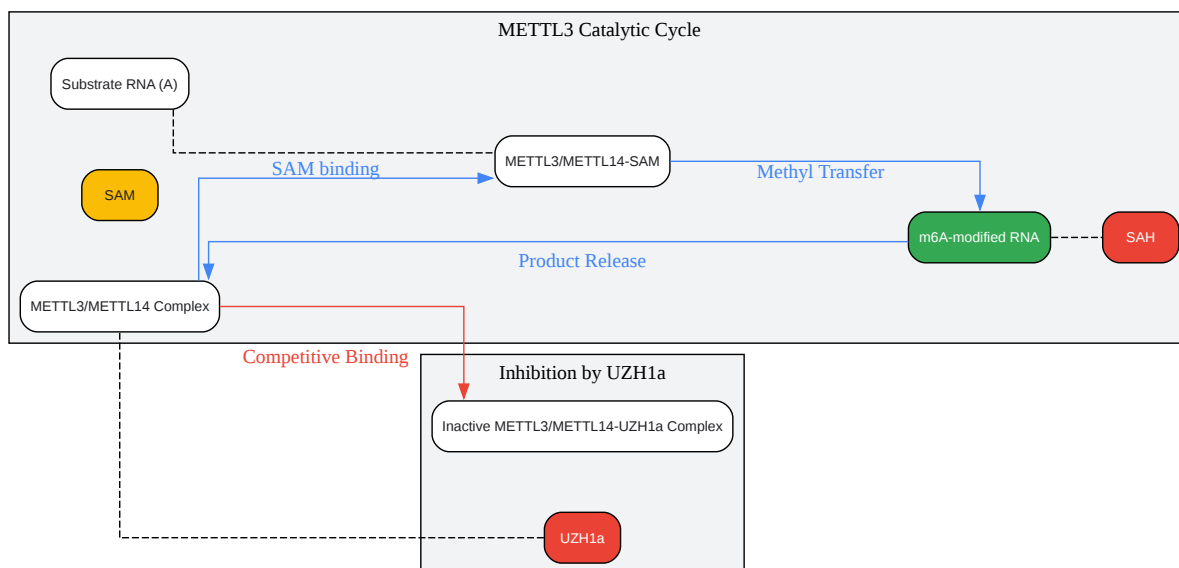 METTL3 Catalytic Cycle
Substrate RNA (A)
METTL3/METTL14-SAM
SAM binding
Methyl Transfer
SAM
m6A-modified RNA
SAH
Product Release
METTL3/METTL14 Complex
Competitive Binding
Inhibition by UZH1a
Inactive METTL3/METTL14-UZH1a Complex
UZH1a